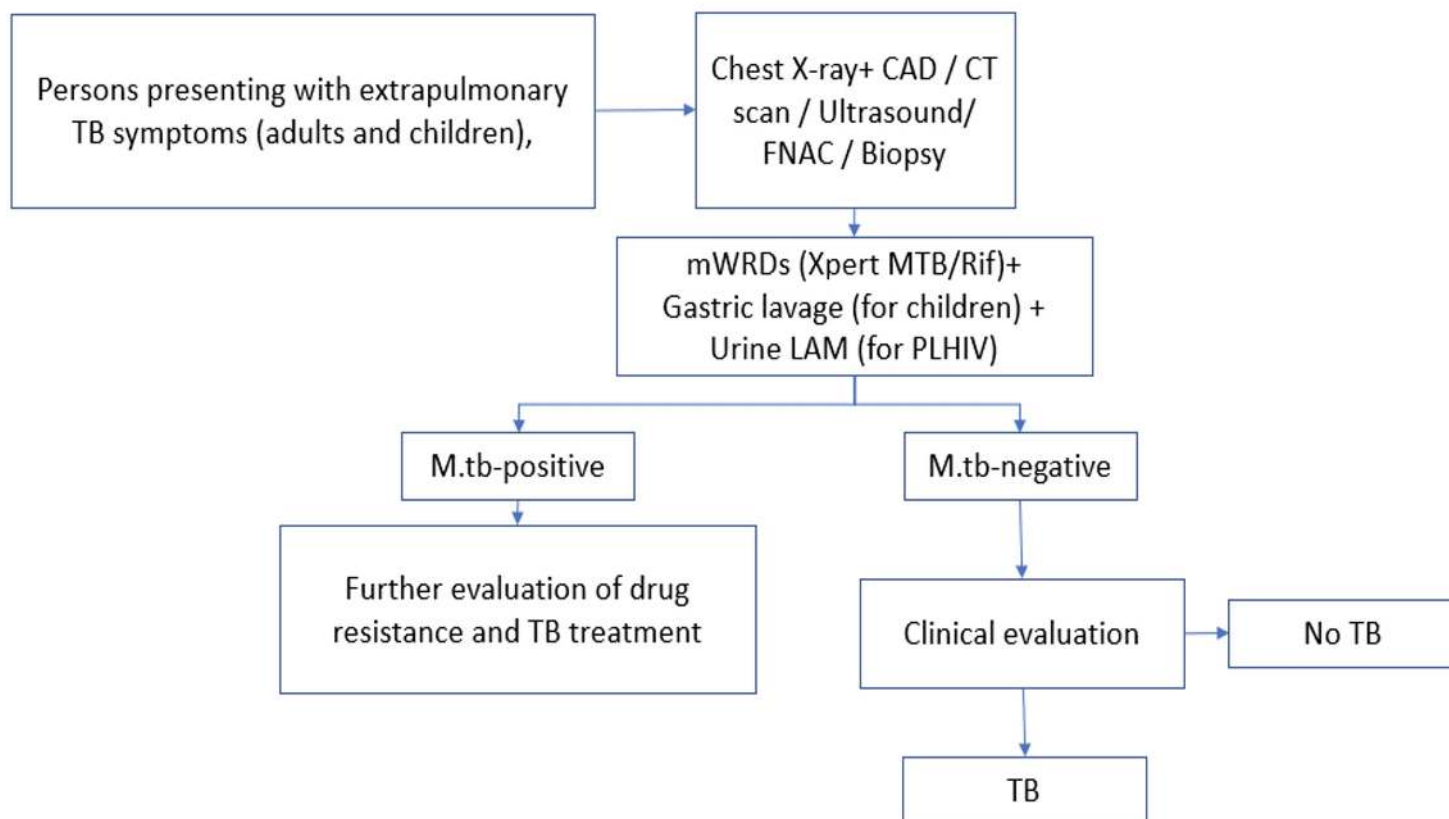 Persons presenting with extrapulmonary
TB symptoms (adults and children),
Chest X-ray+ CAD / CT
scan / Ultrasound/
FNAC / Biopsy
mWRDs (Xpert MTB/Rif)+
Gastric lavage (for children) +
Urine LAM (for PLHIV)
M.tb-positive
M.tb-negative
Further evaluation of drug
resistance and TB treatment
Clinical evaluation
No TB
TB